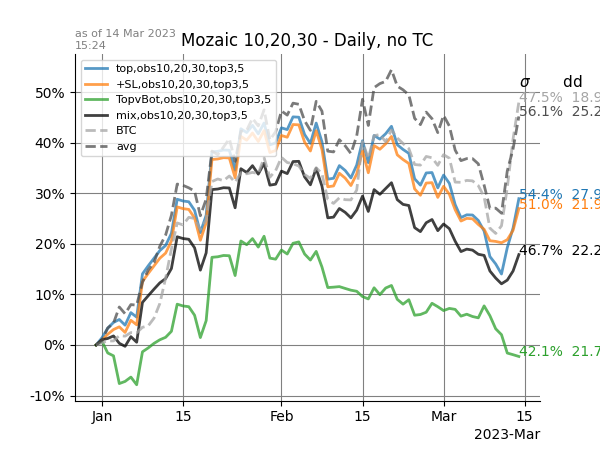 as of 14 Mar 2023
15:24
Mozaic 10,20,30 - Daily, no TC
top,obs10,20,30,top3,5
+SL,obs10,20,30,top3,5
TopvBot,obs10,20,30,top3,5
mix,obs10,20,30,top3,5
BTC
avg
σ dd
47.5% 18.9
56.1% 25.2
54.4% 27.9
51.0% 21.9
46.7% 22.2
42.1% 21.7
50%
40%
30%
20%
10%
0%
-10%
Jan 15 Feb 15 Mar 15
2023-Mar